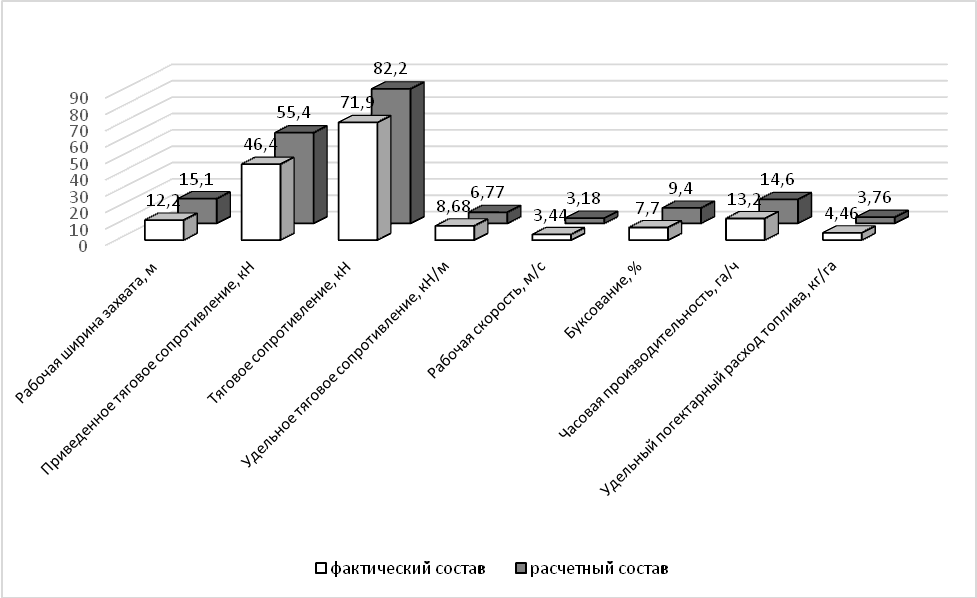 90
80
70
60
50
40
30
20
10
0
12,2
15,1
46,4
55,4
71,9
82,2
8,68
6,77
3,44
3,18
7,7
9,4
13,2
14,6
4,46
3,76
Рабочая ширина захвата, м
Приведенное тяговое сопротивление, кН
Тяговое сопротивление, кН
Удельное тяговое сопротивление, кН/м
Рабочая скорость, м/с
Буксование, %
Часовая производительность, га/ч
Удельный погектарный расход топлива, кг/га
фактический состав
расчетный состав